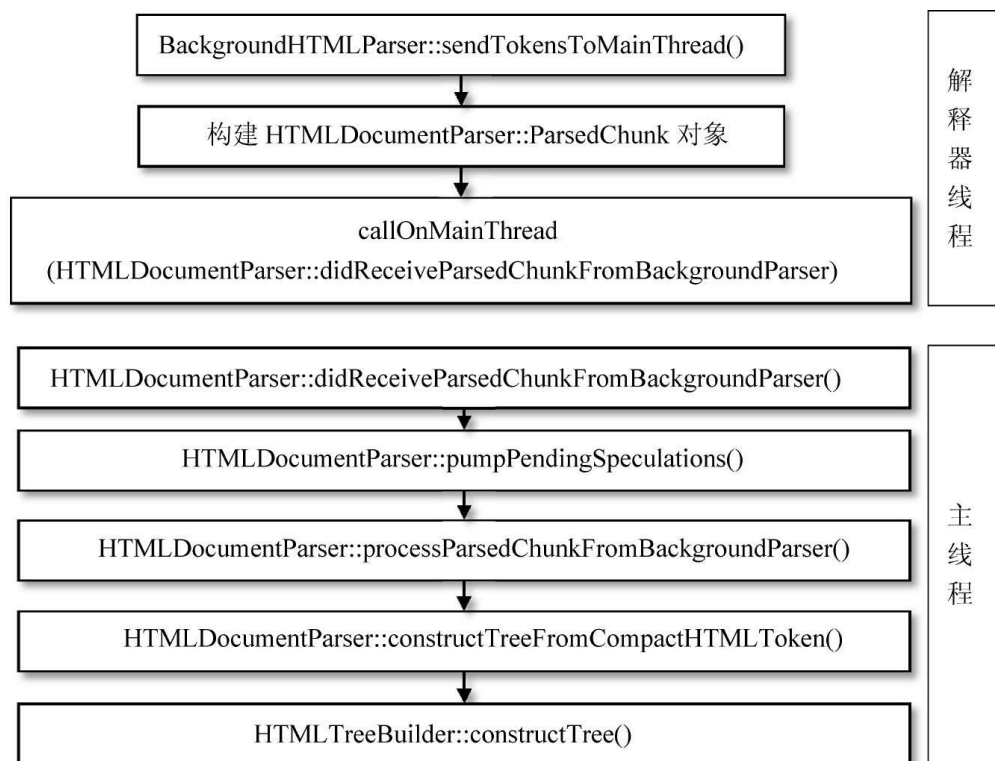 BackgroundHTMLParser::sendTokensToMainThread()
构建 HTMLDocumentParser::ParsedChunk 对象
callOnMainThread
(HTMLDocumentParser::didReceiveParsedChunkFromBackgroundParser)
解释器线程
HTMLDocumentParser::didReceiveParsedChunkFromBackgroundParser()
HTMLDocumentParser::pumpPendingSpeculations()
HTMLDocumentParser::processParsedChunkFromBackgroundParser()
HTMLDocumentParser::constructTreeFromCompactHTMLToken()
HTMLTreeBuilder::constructTree()
主线程